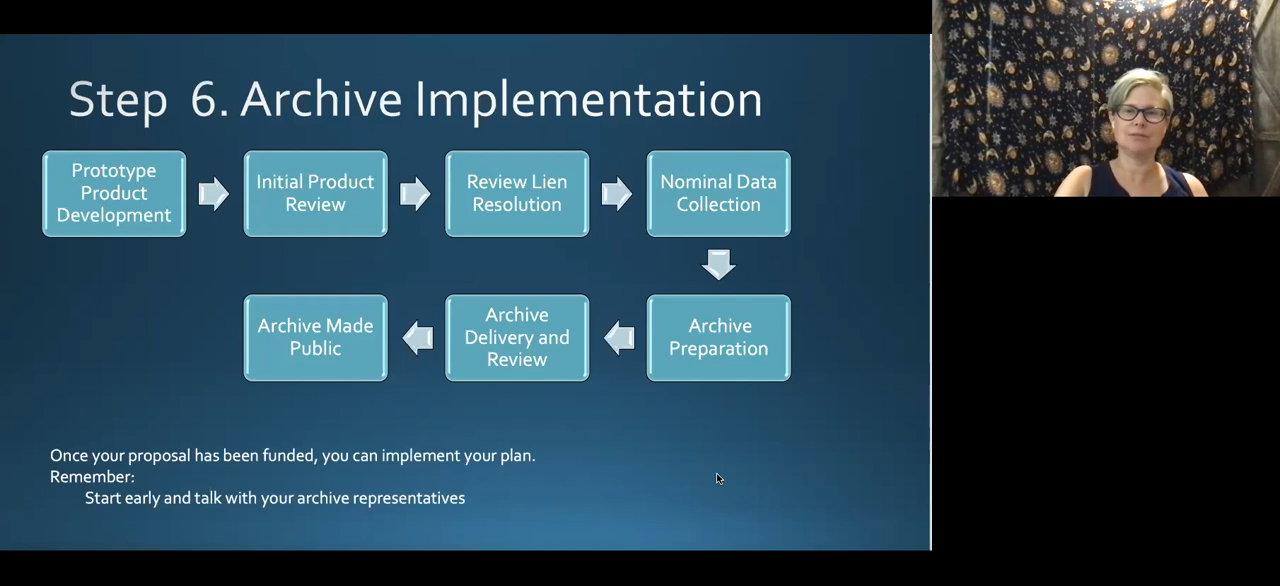 Step 6. Archive Implementation
Prototype
Product
Development
Initial Product
Review
Review Lien
Resolution
Nominal Data
Collection
Archive
Preparation
Archive
Delivery and
Review
Archive Made
Public
Once your proposal has been funded, you can implement your plan.
Remember:
Start early and talk with your archive representatives